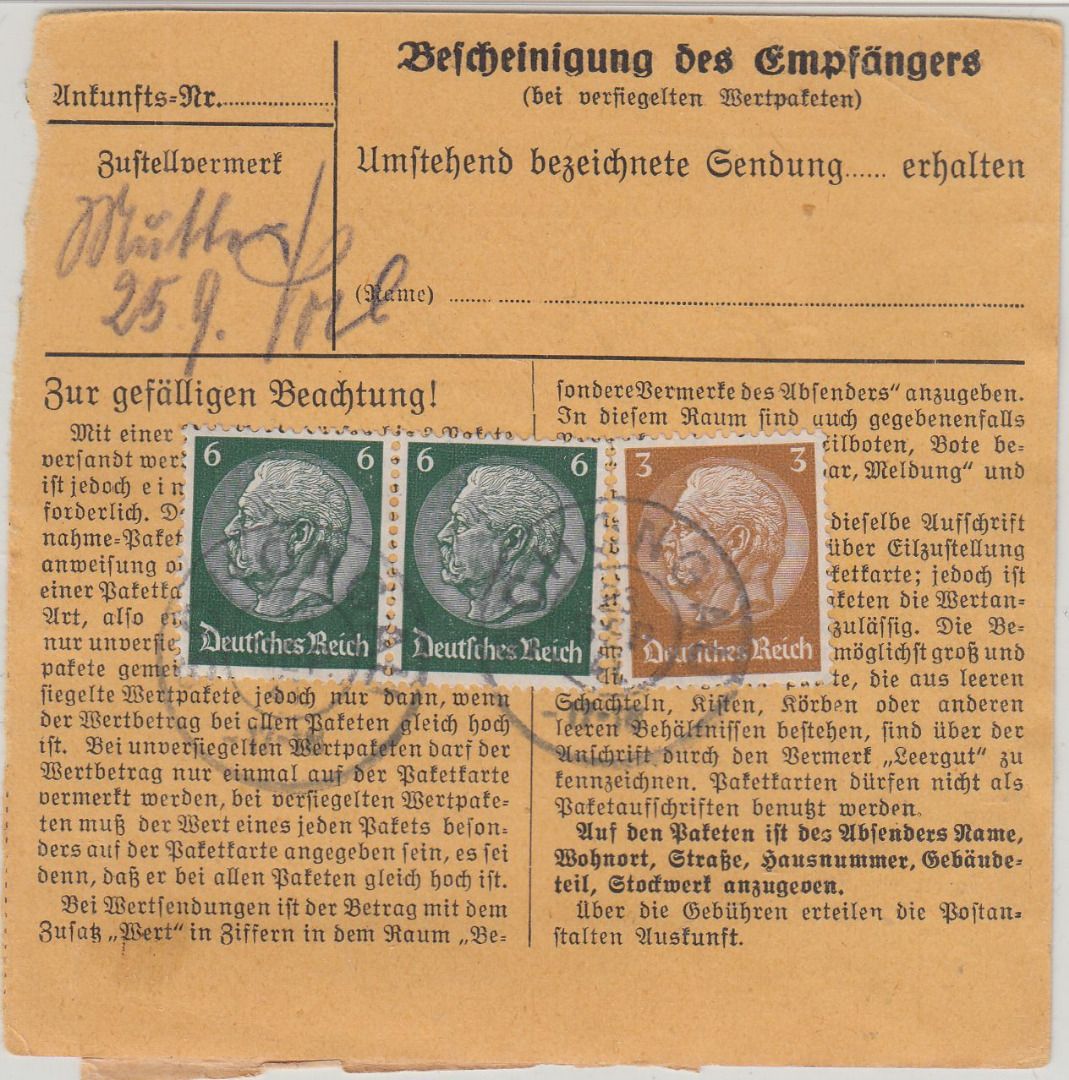 Ankunfts=Nr.
Zustellvermerk
25 9.
Bescheinigung des Empfängers
(bei versiegelten Wertpaketen)
Umstehend bezeichnete Sendung...... erhalten
(Name)
Zur gefälligen Beachtung!
Mit einer
versandt
ist jedoch
forderlich.
nahme=Paket
anweisung
einer
Art, also
nur
pakete
siegelte Wertpakete jedoch nur dann, wenn
der Wertbetrag bei allen Paketen gleich hoch
ist. Bei unversiegelten Wertpaketen darf der
Wertbetrag nur einmal auf der Paketkarte
vermerkt werden, bei versiegelten Wertpake=
ten muß der Wert eines jeden Pakets beson=
ders auf der Paketkarte angegeben sein, es sei
denn, daß er bei allen Paketen gleich hoch ist.
Bei Wertsendungen ist der Betrag mit dem
Zusatz „Wert“ in Ziffern in dem Raum „Be=
sondere Vermerke des Absenders“ anzugeben.
In diesem Raum sind auch gegebenenfalls
eilboten, Bote be=
ar, Meldung“ und
dieselbe Aufschrift
über Eilzustellung
ketkarte; jedoch ist
keten die Wertan=
zulässig. Die Be=
möglichst groß und
te, die aus leeren
Schachteln, Kisten, Körben oder anderen
leeren Behältnissen bestehen, sind über der
Anschrift durch den Vermerk „Leergut“ zu
kennzeichnen. Paketkarten dürfen nicht als
Paketaufschriften benutzt werden.
Auf den Paketen ist des Absenders Name,
Wohnort, Straße, Hausnummer, Gebäude=
teil, Stockwerk anzugeben.
Über die Gebühren erteilen die Postan=
stalten Auskunft.
6 6
Deutsches Reich
6 6
Deutsches Reich
3 3
Deutsches Reich